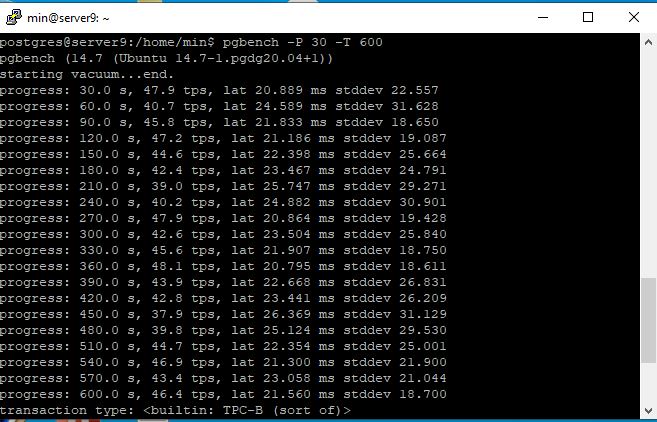 min@server9: ~
postgres@server9:/home/min$ pgbench -P 30 -T 600
pgbench (14.7 (Ubuntu 14.7-1.pgdg20.04+1))
starting vacuum...end.
progress: 30.0 s, 47.9 tps, lat 20.889 ms stddev 22.557
progress: 60.0 s, 40.7 tps, lat 24.589 ms stddev 31.628
progress: 90.0 s, 45.8 tps, lat 21.833 ms stddev 18.650
progress: 120.0 s, 47.2 tps, lat 21.186 ms stddev 19.087
progress: 150.0 s, 44.6 tps, lat 22.398 ms stddev 25.664
progress: 180.0 s, 42.4 tps, lat 23.467 ms stddev 24.791
progress: 210.0 s, 39.0 tps, lat 25.747 ms stddev 29.271
progress: 240.0 s, 40.2 tps, lat 24.882 ms stddev 30.901
progress: 270.0 s, 47.9 tps, lat 20.864 ms stddev 19.428
progress: 300.0 s, 42.6 tps, lat 23.504 ms stddev 25.840
progress: 330.0 s, 45.6 tps, lat 21.907 ms stddev 18.750
progress: 360.0 s, 48.1 tps, lat 20.795 ms stddev 18.611
progress: 390.0 s, 43.9 tps, lat 22.668 ms stddev 26.831
progress: 420.0 s, 42.8 tps, lat 23.441 ms stddev 26.209
progress: 450.0 s, 37.9 tps, lat 26.369 ms stddev 31.129
progress: 480.0 s, 39.8 tps, lat 25.124 ms stddev 29.530
progress: 510.0 s, 44.7 tps, lat 22.354 ms stddev 25.001
progress: 540.0 s, 46.9 tps, lat 21.300 ms stddev 21.900
progress: 570.0 s, 43.4 tps, lat 23.058 ms stddev 21.044
progress: 600.0 s, 46.4 tps, lat 21.560 ms stddev 18.700
transaction type: <builtin: TPC-B (sort of)>